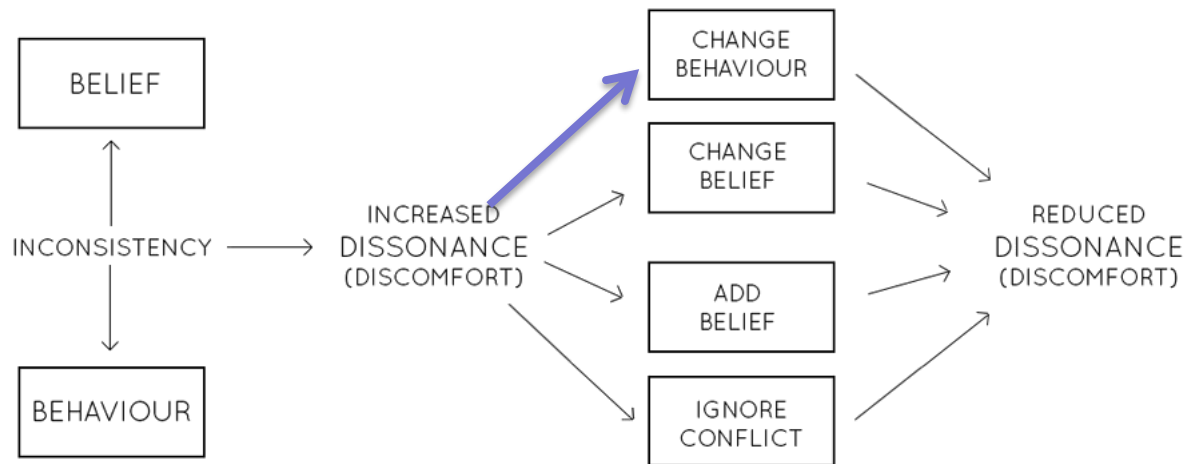 BELIEF
INCONSISTENCY
BEHAVIOUR
INCREASED
DISSONANCE
(DISCOMFORT)
CHANGE
BEHAVIOUR
CHANGE
BELIEF
ADD
BELIEF
IGNORE
CONFLICT
REDUCED
DISSONANCE
(DISCOMFORT)